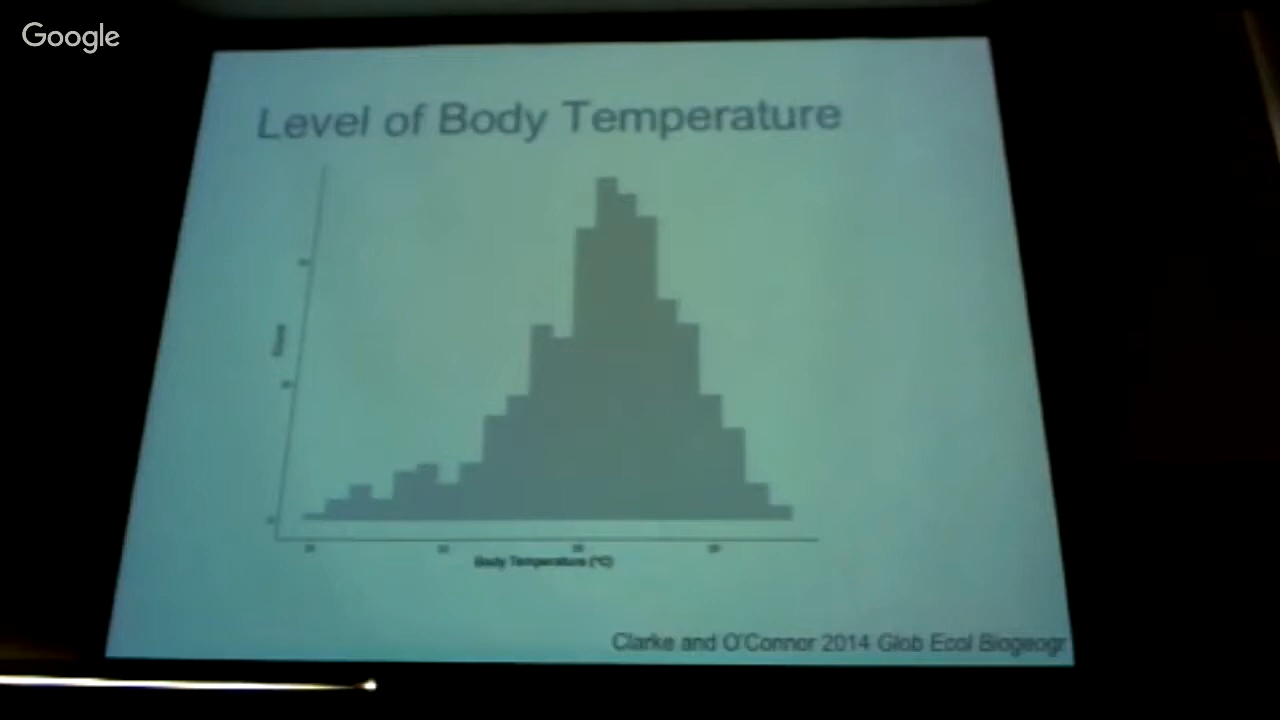 Google
Level of Body Temperature
Body Temperature (°C)
Clarke and O'Connor 2014 Glob Ecol Biogeogr